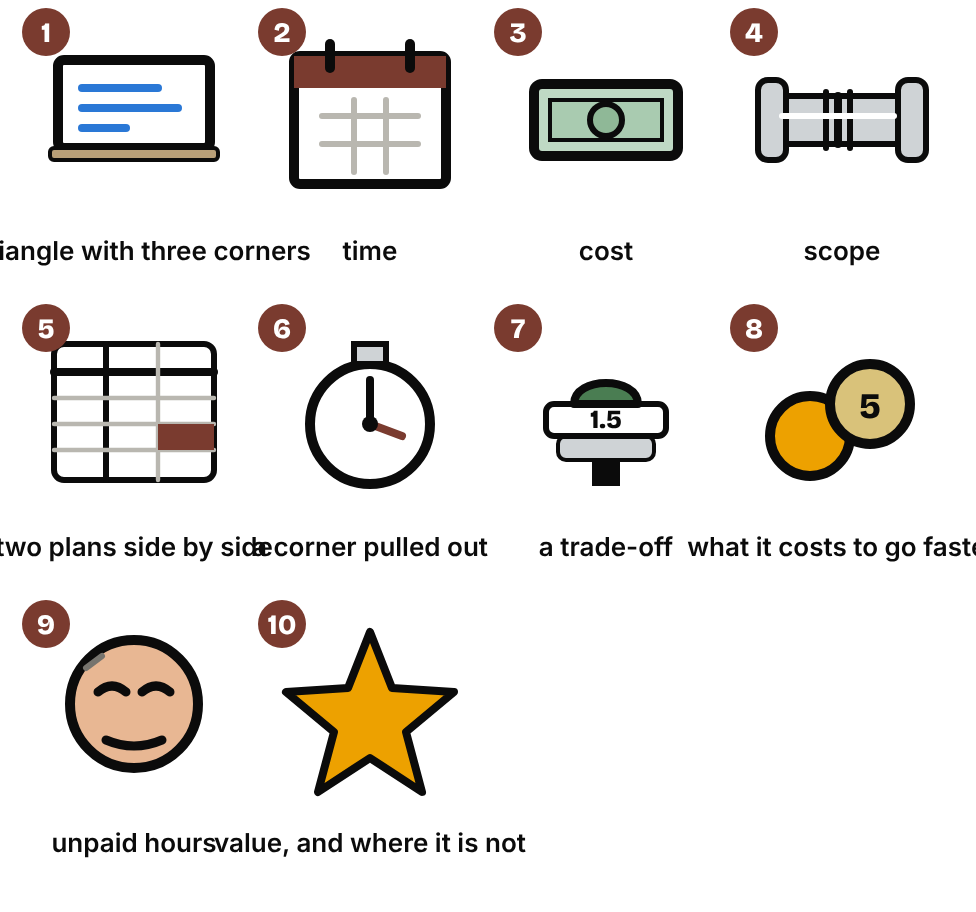 1
2
3
4
iangle with three corners
time
cost
scope
5
6
7
8
1.5
5
two plans side by side
a corner pulled out
a trade-off
what it costs to go faste
9
10
unpaid hours
value, and where it is not